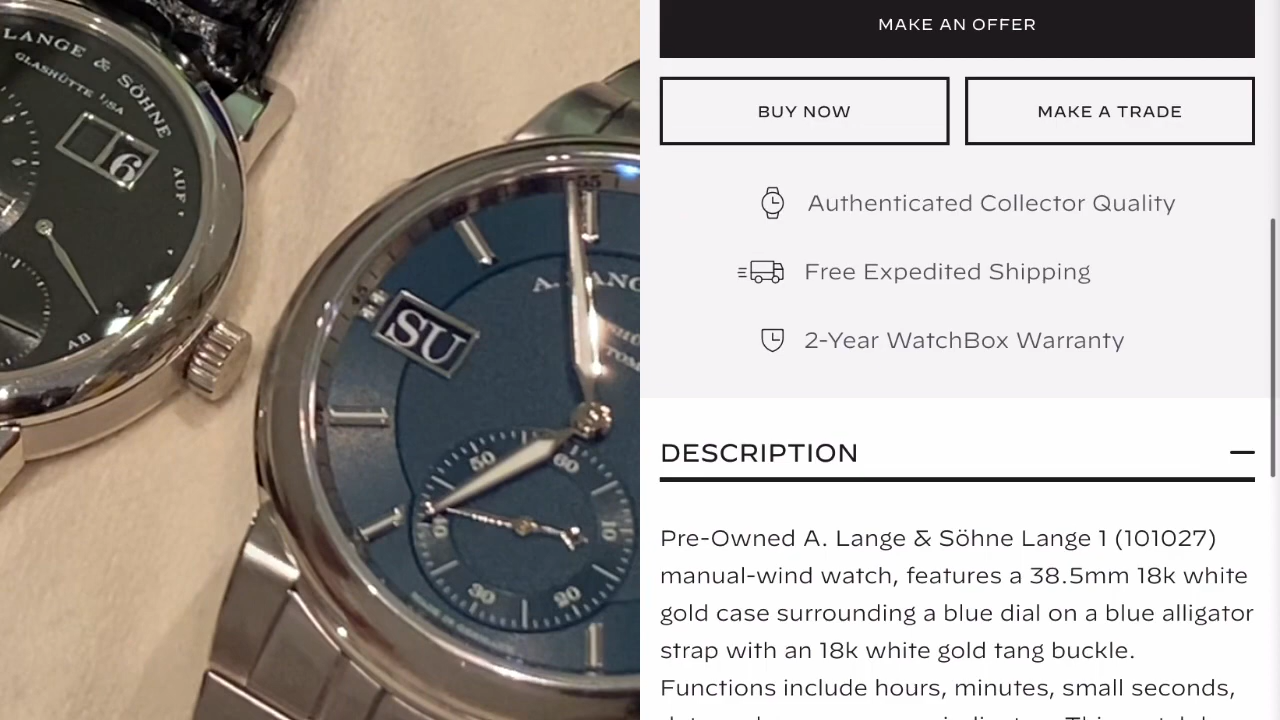 LANGE & SÖHNE
GLASHÜTTE I/SA
6
AUF
AB
55
SU
A. LANG
50
60
10
40
30
20
MAKE AN OFFER
BUY NOW
MAKE A TRADE
Authenticated Collector Quality
Free Expedited Shipping
2-Year WatchBox Warranty
DESCRIPTION
Pre-Owned A. Lange & Söhne Lange 1 (101027)
manual-wind watch, features a 38.5mm 18k white
gold case surrounding a blue dial on a blue alligator
strap with an 18k white gold tang buckle.
Functions include hours, minutes, small seconds,